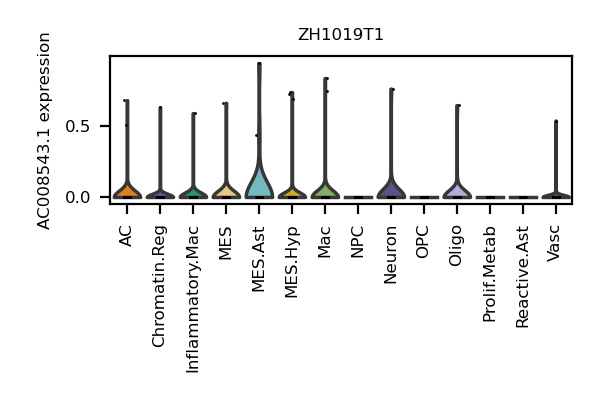 ZH1019T1
AC008543.1 expression
0.5
0.0
AC
Chromatin.Reg
Inflammatory.Mac
MES
MES.Ast
MES.Hyp
Mac
NPC
Neuron
OPC
Oligo
Prolif.Metab
Reactive.Ast
Vasc